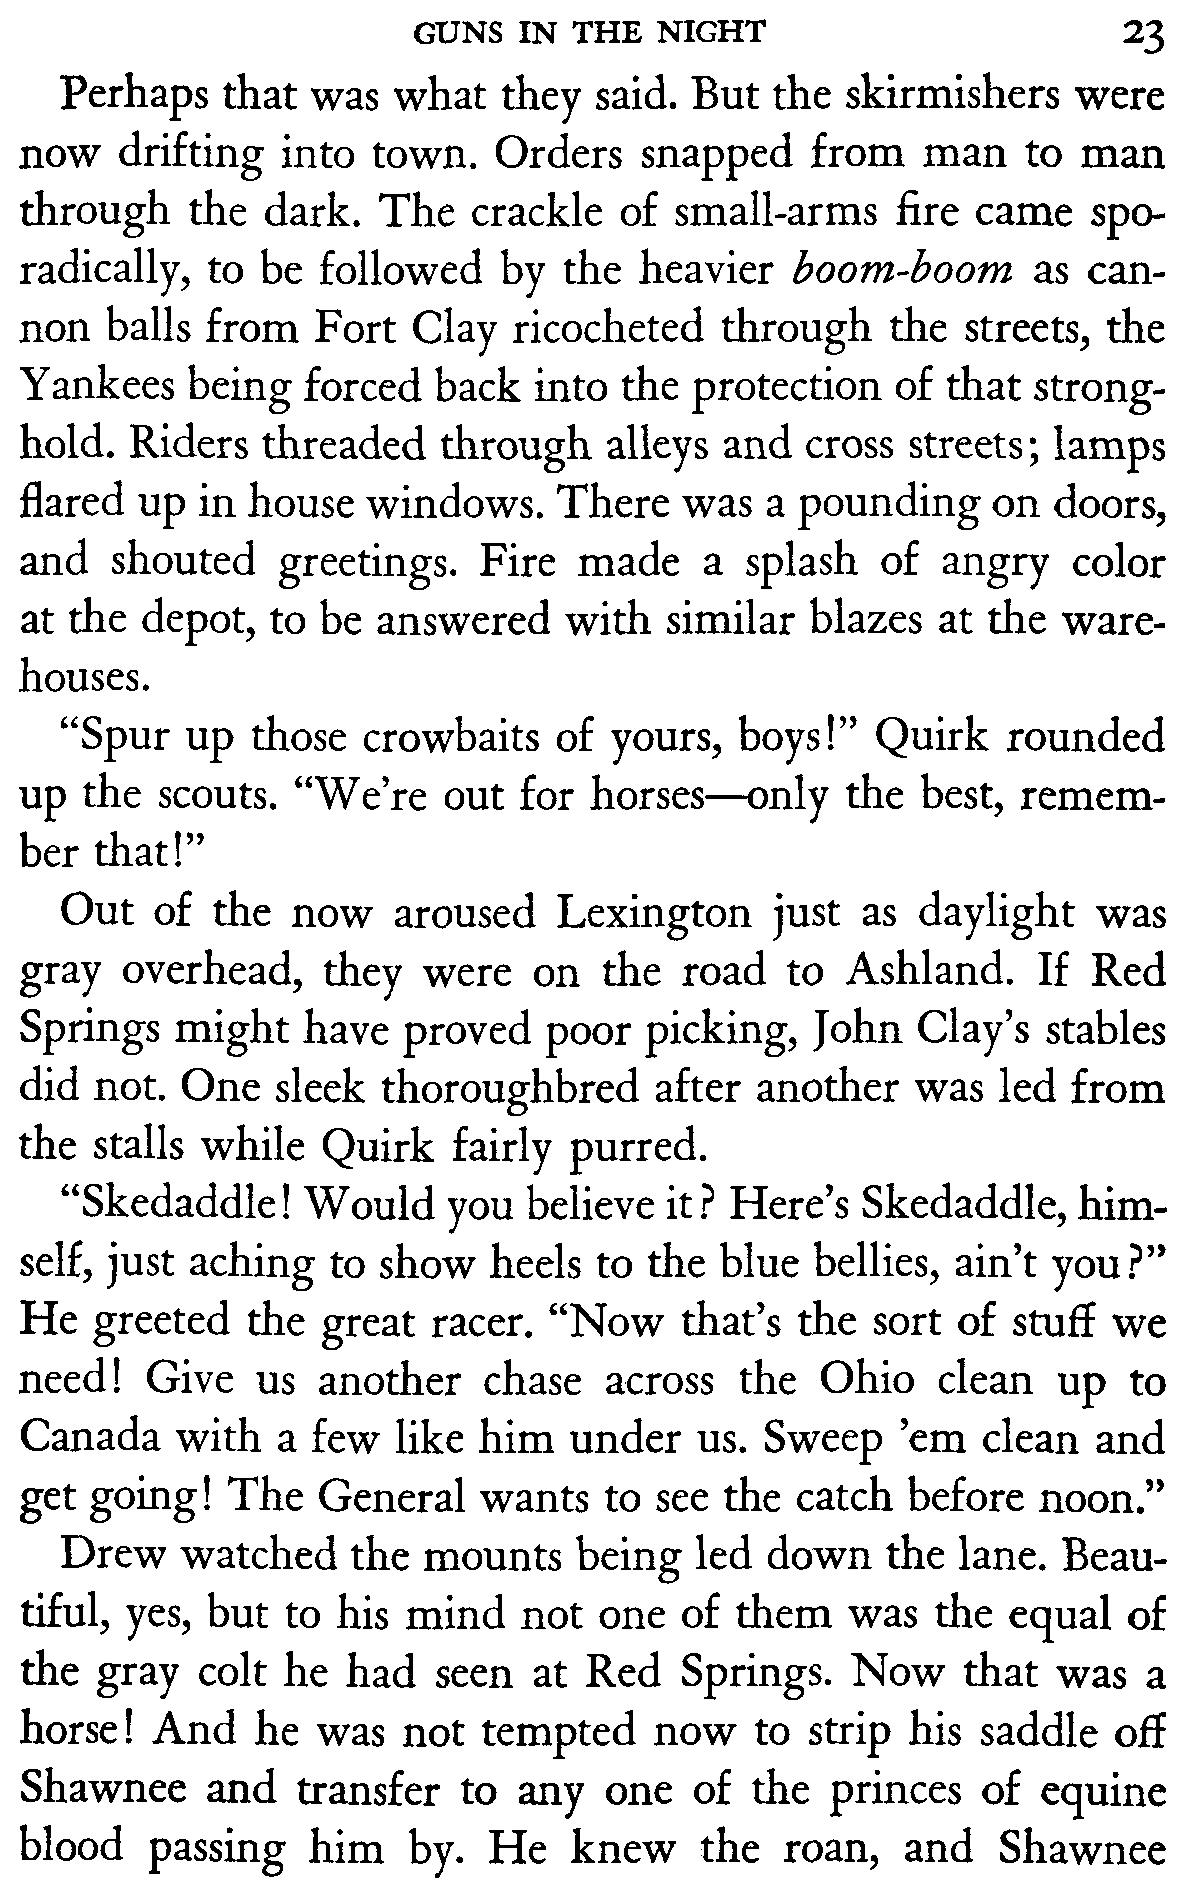 GUNS IN THE NIGHT 23
Perhaps that was what they said. But the skirmishers were
now drifting into town. Orders snapped from man to man
through the dark. The crackle of small-arms fire came spo-
radically, to be followed by the heavier boom-boom as can-
non balls from Fort Clay ricocheted through the streets, the
Yankees being forced back into the protection of that strong-
hold. Riders threaded through alleys and cross streets; lamps
flared up in house windows. There was a pounding on doors,
and shouted greetings. Fire made a splash of angry color
at the depot, to be answered with similar blazes at the ware-
houses.
“Spur up those crowbaits of yours, boys!” Quirk rounded
up the scouts. “We’re out for horses—only the best, remem-
ber that!”
Out of the now aroused Lexington just as daylight was
gray overhead, they were on the road to Ashland. If Red
Springs might have proved poor picking, John Clay’s stables
did not. One sleek thoroughbred after another was led from
the stalls while Quirk fairly purred.
“Skedaddle! Would you believe it? Here’s Skedaddle, him-
self, just aching to show heels to the blue bellies, ain’t you?”
He greeted the great racer. “Now that’s the sort of stuff we
need! Give us another chase across the Ohio clean up to
Canada with a few like him under us. Sweep ’em clean and
get going! The General wants to see the catch before noon.”
Drew watched the mounts being led down the lane. Beau-
tiful, yes, but to his mind not one of them was the equal of
the gray colt he had seen at Red Springs. Now that was a
horse! And he was not tempted now to strip his saddle off
Shawnee and transfer to any one of the princes of equine
blood passing him by. He knew the roan, and Shawnee